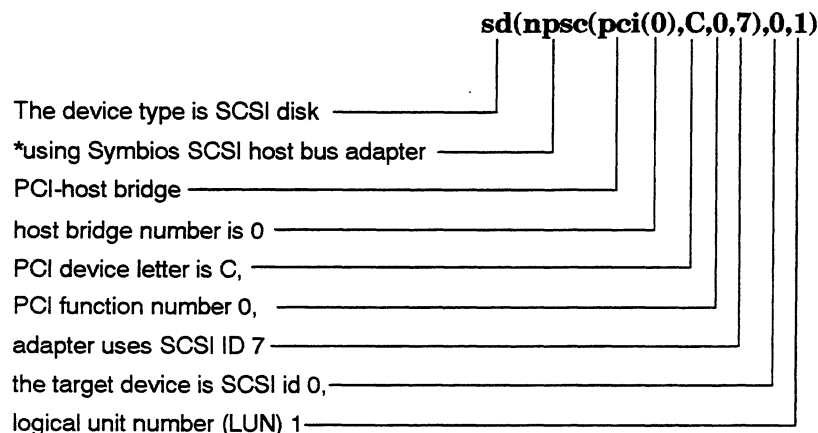 sd(npsc(pci(0),C,0,7),0,1)
The device type is SCSI disk
*using Symbios SCSI host bus adapter
PCI-host bridge
host bridge number is 0
PCI device letter is C,
PCI function number 0,
adapter uses SCSI ID 7
the target device is SCSI id 0,
logical unit number (LUN) 1